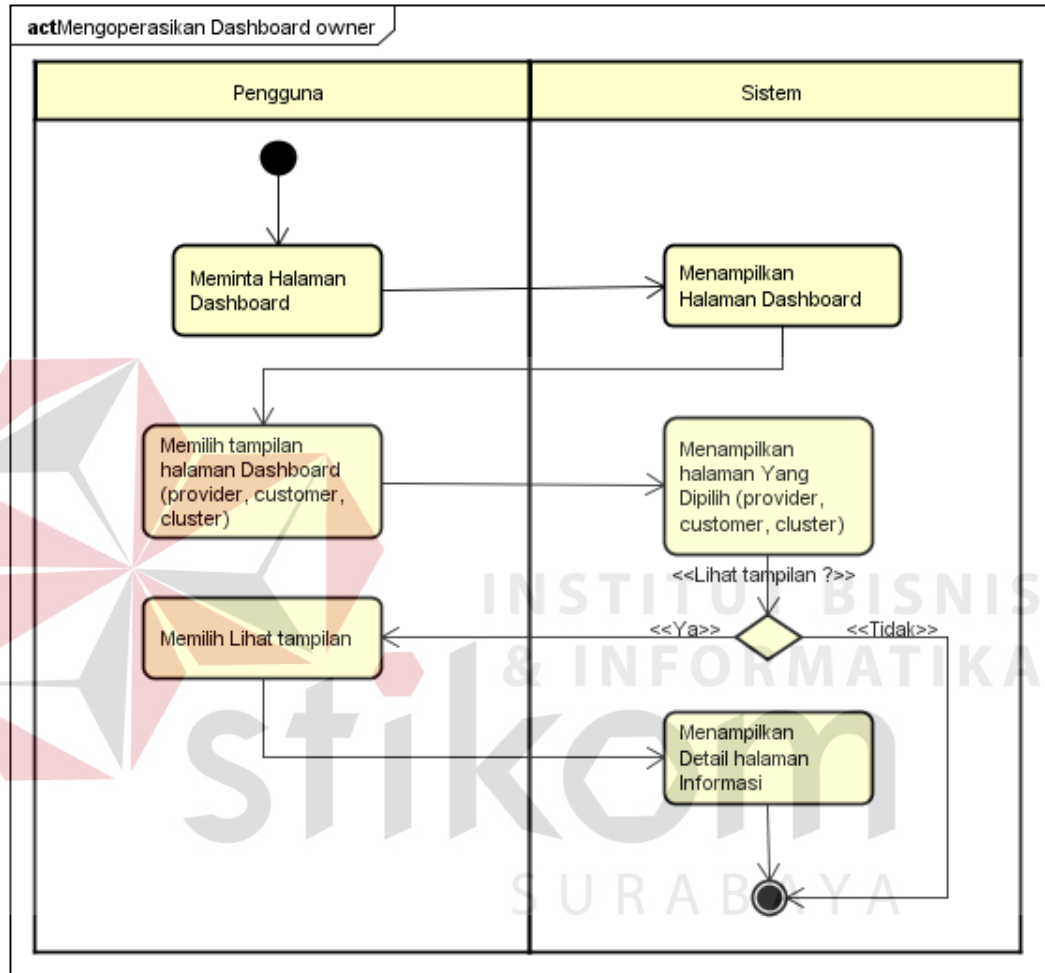 actMengoperasikan Dashboard owner
Pengguna
Sistem
Meminta Halaman
Dashboard
Menampilkan
Halaman Dashboard
Memilih tampilan
halaman Dashboard
(provider, customer,
cluster)
Menampilkan
halaman Yang
Dipilih (provider,
customer, cluster)
<<Lihat tampilan ?>>
<<Ya>>
<<Tidak>>
Memilih Lihat tampilan
Menampilkan
Detail halaman
Informasi
INSTITUT BISNIS
& INFORMATIKA
stikom
SURABAYA